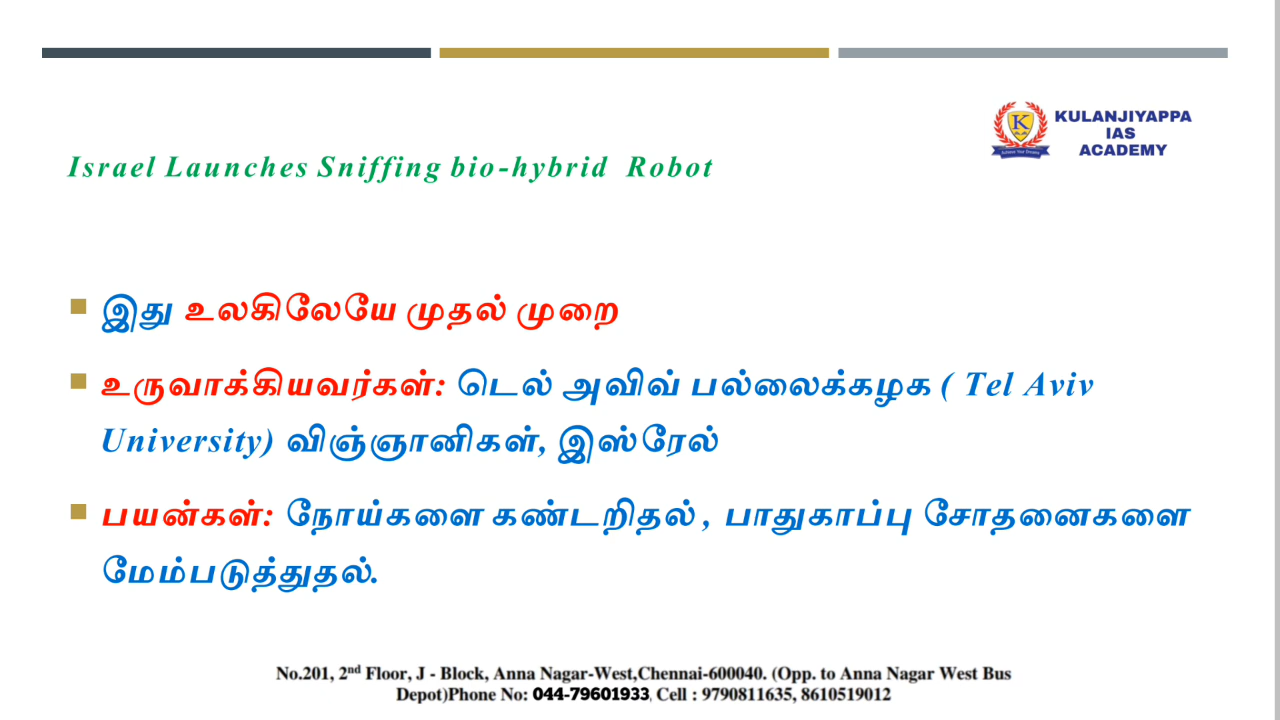 KULANJIYAPPA
IAS
ACADEMY
Israel Launches Sniffing bio-hybrid Robot
இது உலகிலேயே முதல் முறை
உருவாக்கியவர்கள்: டெல் அவிவ் பல்லைக்கழக ( Tel Aviv
University) விஞ்ஞானிகள், இஸ்ரேல்
பயன்கள்: நோய்களை கண்டறிதல் , பாதுகாப்பு சோதனைகளை
மேம்படுத்துதல்.
No.201, 2nd Floor, J - Block, Anna Nagar-West,Chennai-600040. (Opp. to Anna Nagar West Bus
Depot)Phone No: 044-79601933, Cell : 9790811635, 8610519012